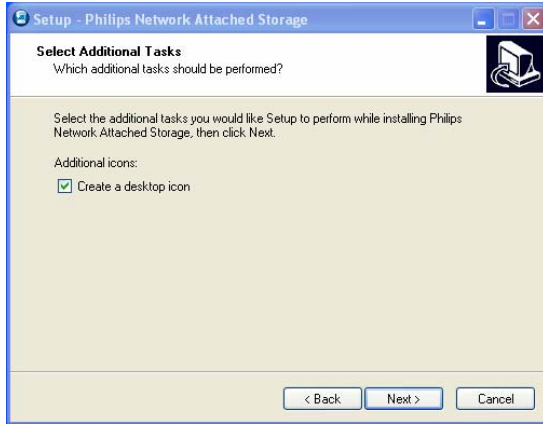 Setup - Philips Network Attached Storage
Select Additional Tasks
Which additional tasks should be performed?
Select the additional tasks you would like Setup to perform while installing Philips
Network Attached Storage, then click Next.
Additional icons:
Create a desktop icon
< Back Next > Cancel